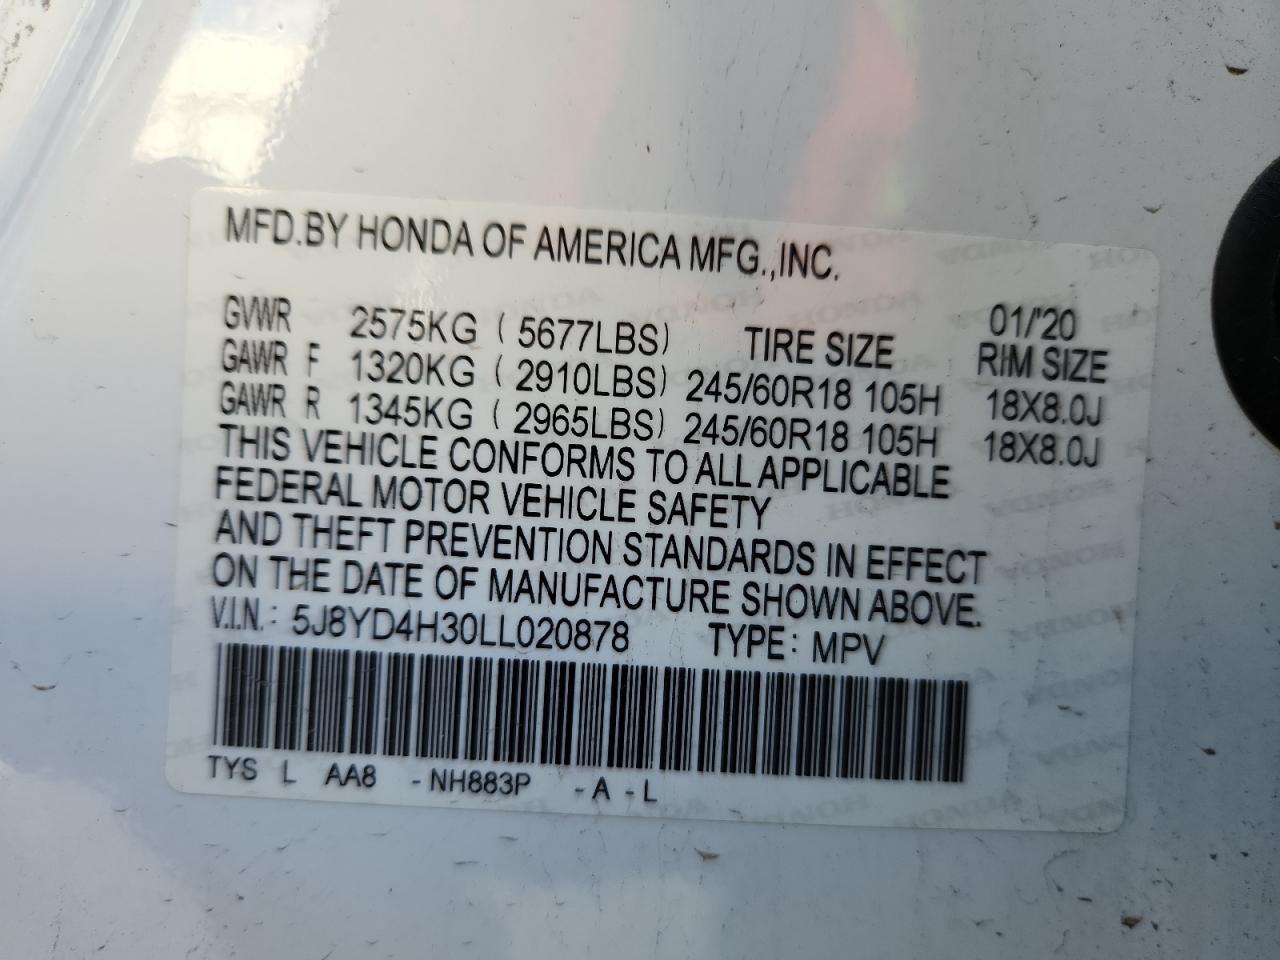 MFD.BY HONDA OF AMERICA MFG.,INC.
01/'20
GVWR 2575KG ( 5677LBS) TIRE SIZE RIM SIZE
GAWR F 1320KG ( 2910LBS) 245/60R18 105H 18X8.0J
GAWR R 1345KG ( 2965LBS) 245/60R18 105H 18X8.0J
THIS VEHICLE CONFORMS TO ALL APPLICABLE
FEDERAL MOTOR VEHICLE SAFETY
AND THEFT PREVENTION STANDARDS IN EFFECT
ON THE DATE OF MANUFACTURE SHOWN ABOVE.
V.I.N.: 5J8YD4H30LL020878 TYPE: MPV
TYS L AA8 -NH883P -A -L